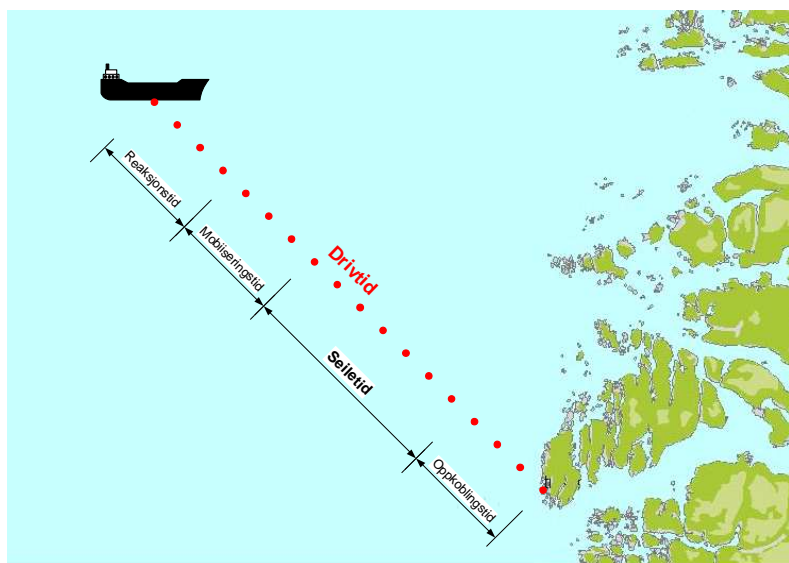 Reaksjonstid
Mobiliseringstid
Drivtid
Seiletid
Oppkoblingstid